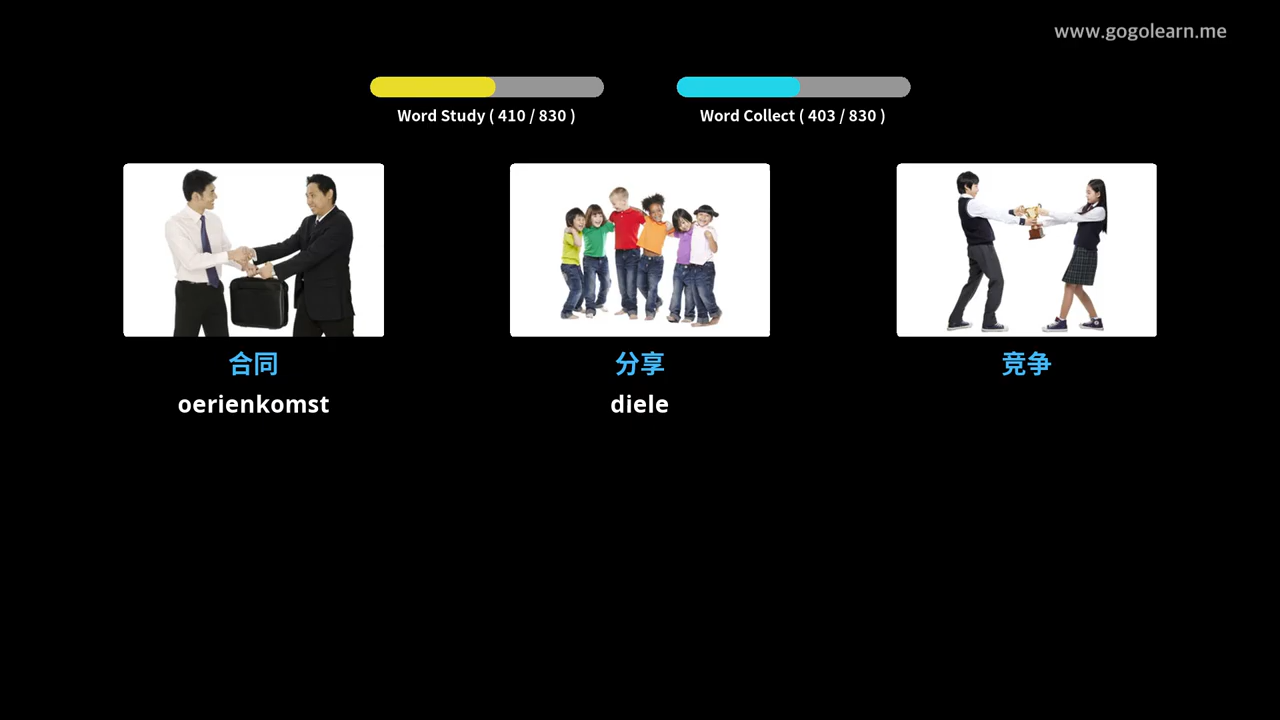 www.gogolearn.me
Word Study ( 410 / 830 )
Word Collect ( 403 / 830 )
合同
分享
竞争
oerienkomst
diele